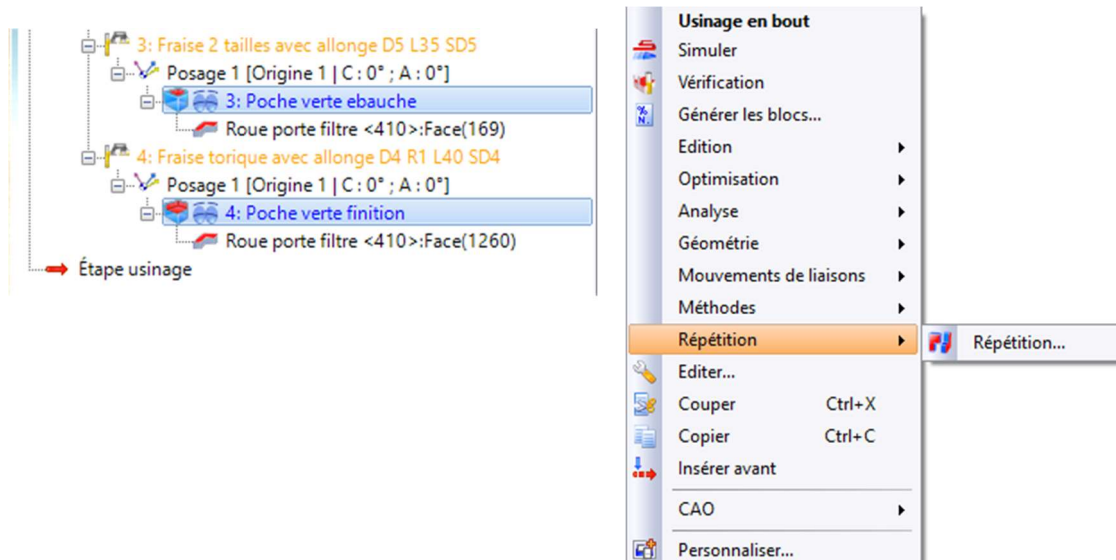 3: Fraise 2 tailles avec allonge D5 L35 SD5
Posage 1 [Origine 1 | C : 0° ; A : 0°]
3: Poche verte ebauche
Roue porte filtre <410>:Face(169)
4: Fraise torique avec allonge D4 R1 L40 SD4
Posage 1 [Origine 1 | C : 0° ; A : 0°]
4: Poche verte finition
Roue porte filtre <410>:Face(1260)
Étape usinage
Usinage en bout
Simuler
Vérification
Générer les blocs...
Edition
Optimisation
Analyse
Géométrie
Mouvements de liaisons
Méthodes
Répétition
Répétition...
Editer...
Couper Ctrl+X
Copier Ctrl+C
Insérer avant
CAO
Personnaliser...